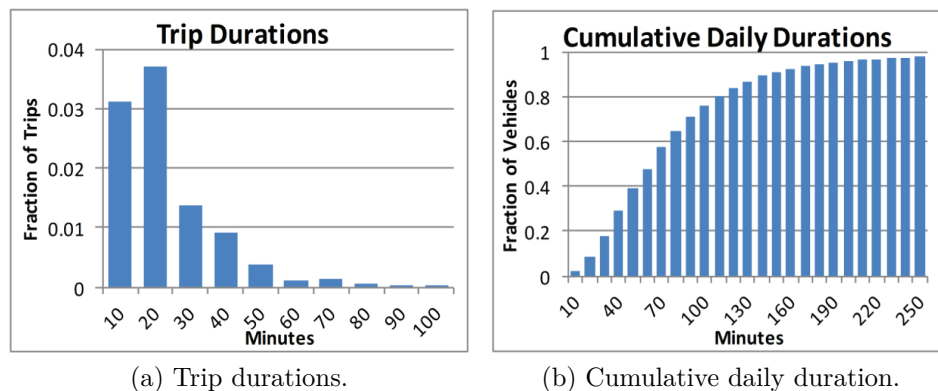 Trip Durations
0.04
0.03
0.02
0.01
0
Fraction of Trips
10 20 30 40 50 60 70 80 90 100
Minutes
(a) Trip durations.
Cumulative Daily Durations
1
0.8
0.6
0.4
0.2
0
Fraction of Vehicles
10 40 70 100 130 160 190 220 250
Minutes
(b) Cumulative daily duration.